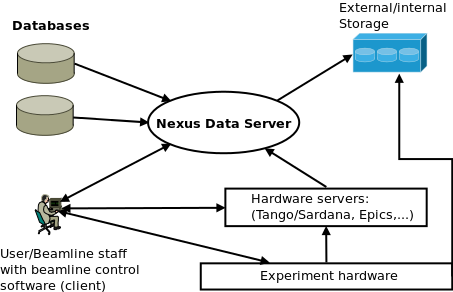 External/internal
Storage
Databases
Nexus Data Server
Hardware servers:
(Tango/Sardana, Epics,...)
User/Beamline staff
with beamline control
software (client)
Experiment hardware